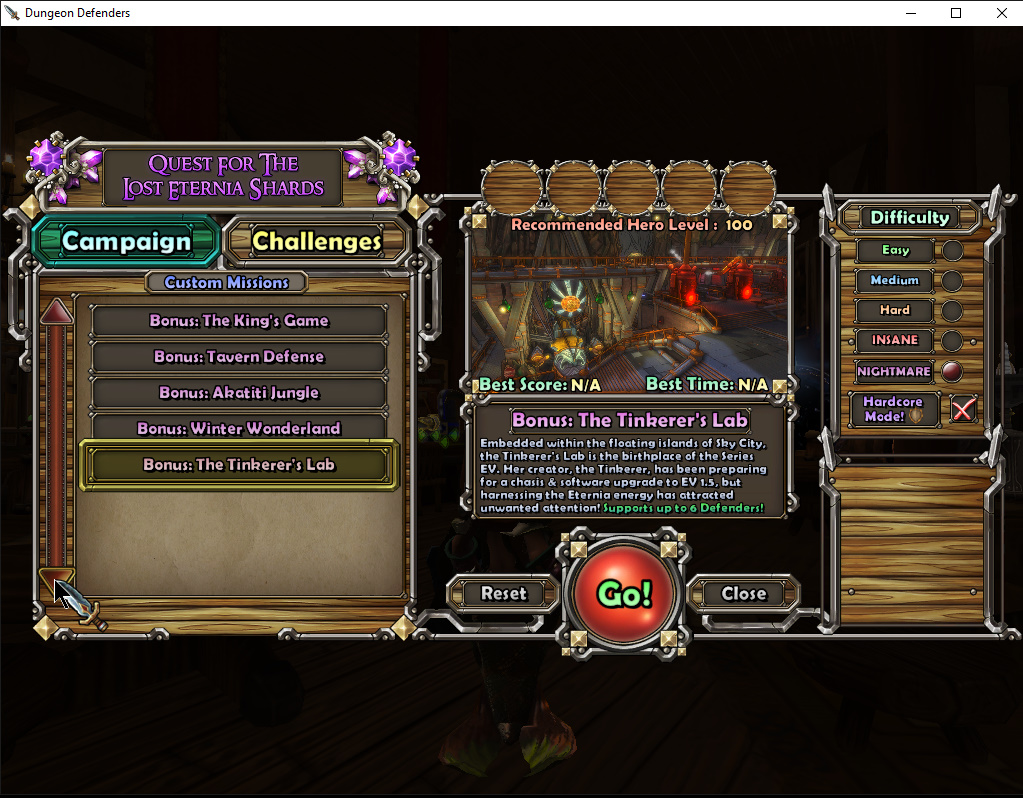 Dungeon Defenders
QUEST FOR THE
LOST ETERNIA SHARDS
Campaign
Challenges
Custom Missions
Bonus: The King's Game
Bonus: Tavern Defense
Bonus: Akatiti Jungle
Bonus: Winter Wonderland
Bonus: The Tinkerer's Lab
Recommended Hero Level : 100
Best Score: N/A
Best Time: N/A
Bonus: The Tinkerer's Lab
Embedded within the floating islands of Sky City,
the Tinkerer's Lab is the birthplace of the Series
EV. Her creator, the Tinkerer, has been preparing
for a chasis & software upgrade to EV 1.5, but
harnessing the Eternia energy has attracted
unwanted attention! Supports up to 6 Defenders!
Reset
Go!
Close
Difficulty
Easy
Medium
Hard
INSANE
NIGHTMARE
Hardcore
Mode!